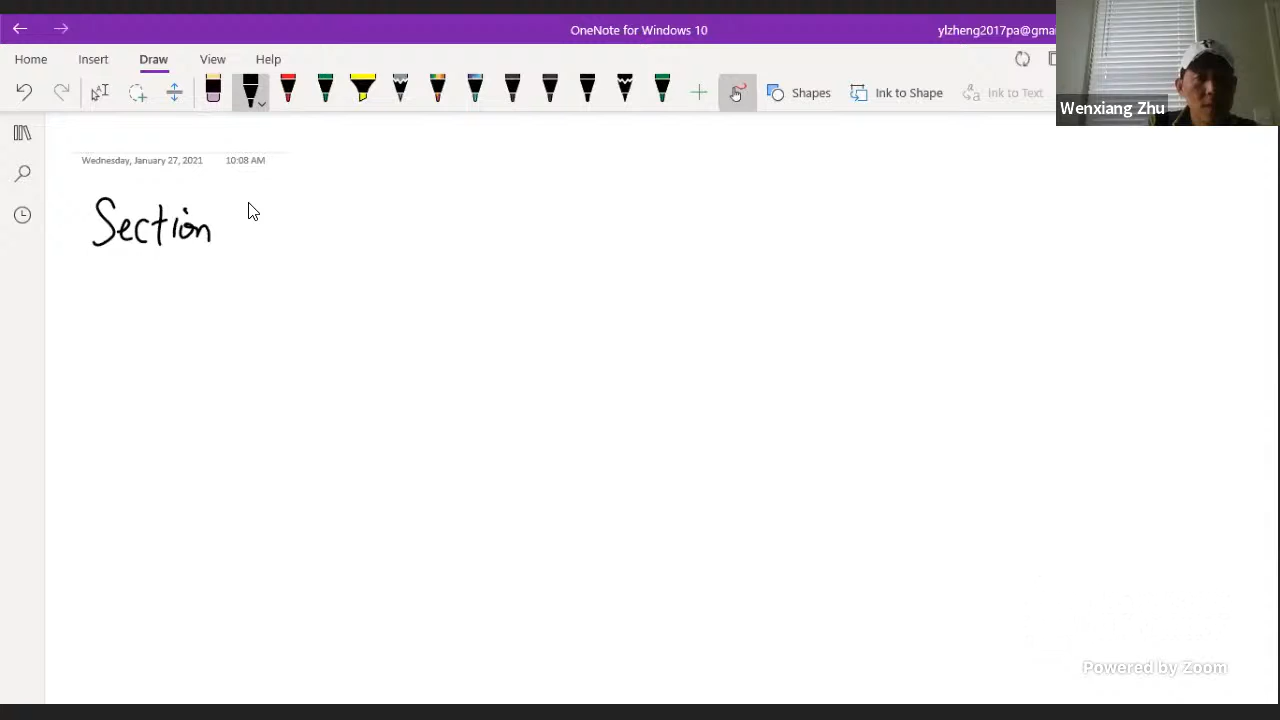 OneNote for Windows 10
ylzheng2017pa@gma
Home Insert Draw View Help
Shapes Ink to Shape Ink to Text
Wenxiang Zhu
Wednesday, January 27, 2021 10:08 AM
Section
Powered by Zoom